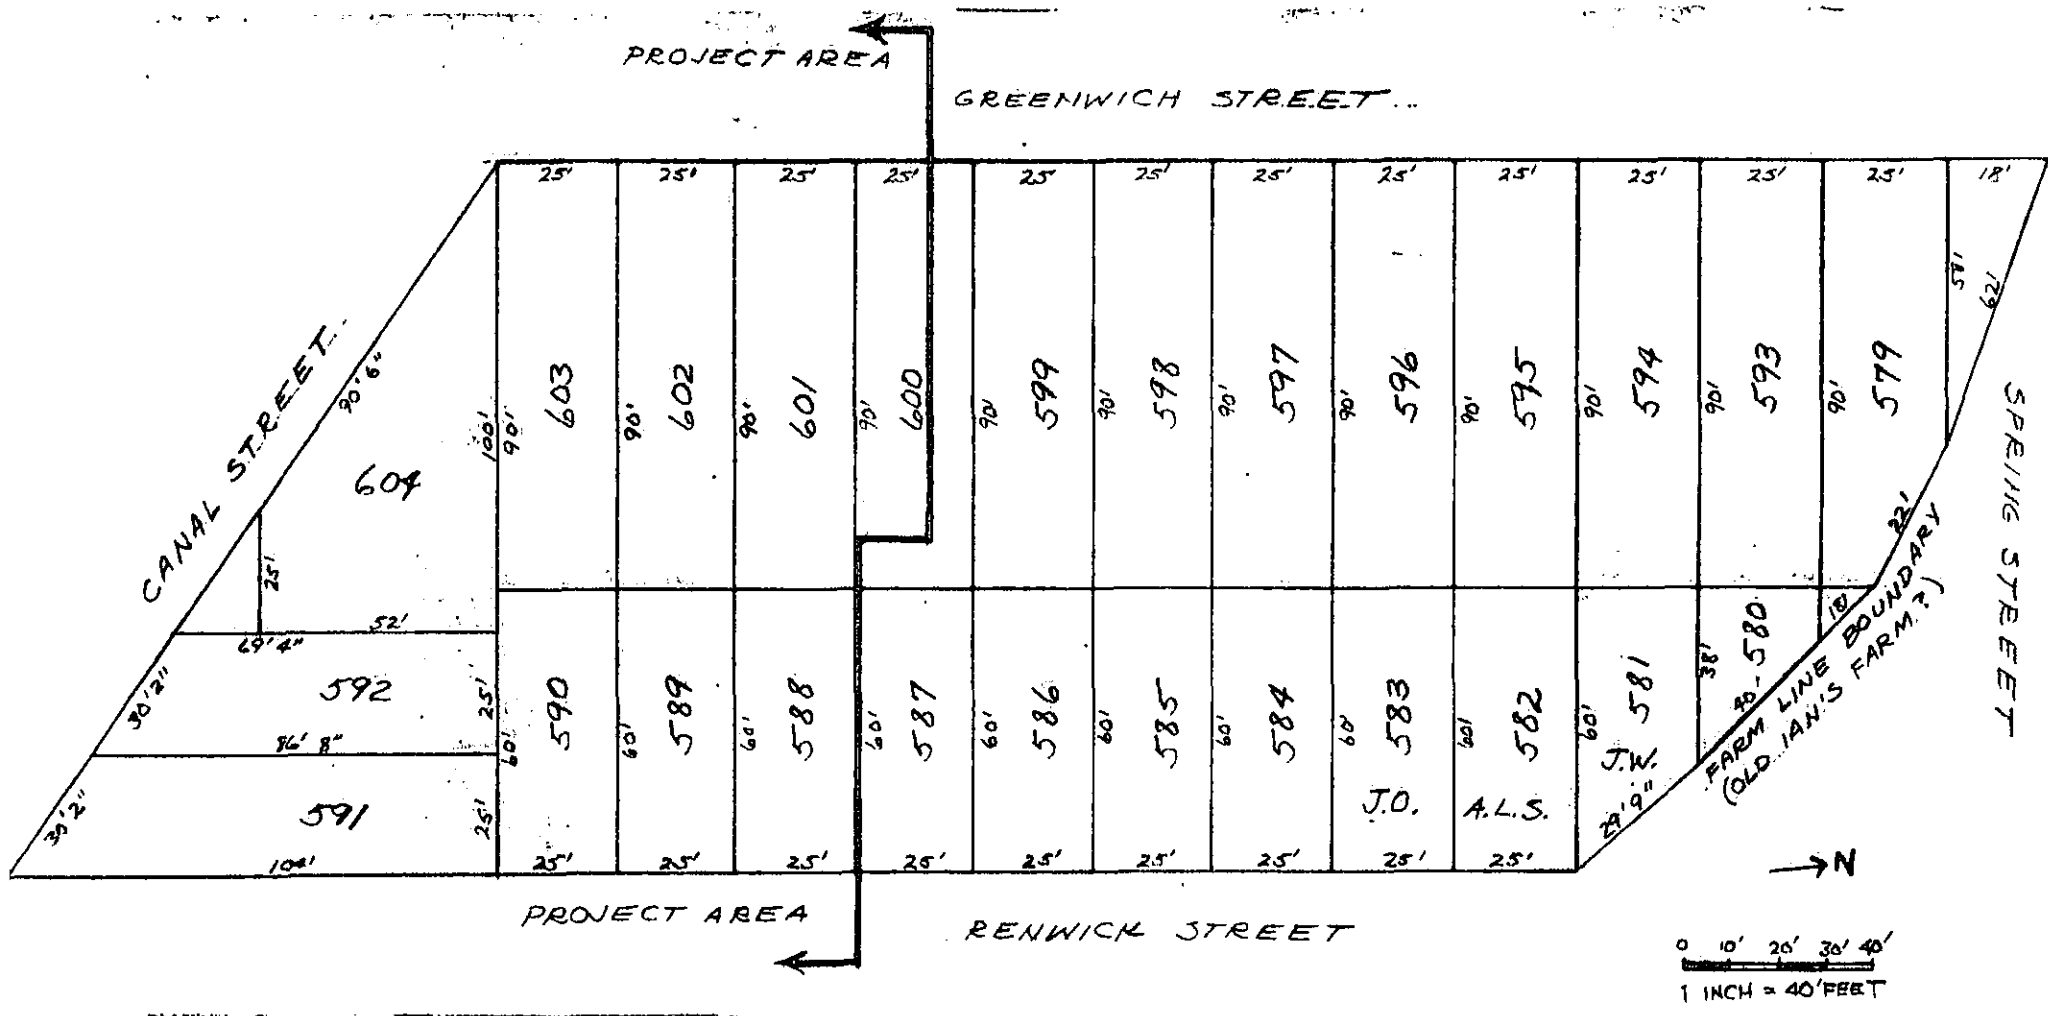 PROJECT AREA
GREENWICH STREET..
25' 25' 25' 25' 25' 25' 25' 25' 25' 25' 25' 25' 18'
CANAL STREET..
90' 6"
604
100'
90' 603
90' 602
90' 601
90' 600
90' 599
90' 598
90' 597
90' 596
90' 595
90' 594
90' 593
90' 579
62'
SPRING STREET
22'
18'
25'
52'
69' 4"
30' 2"
592
25'
86' 8"
30' 2"
591
25'
104'
60' 590
60' 589
60' 588
60' 587
60' 586
60' 585
60' 584
60' 583
J.O.
60' 582
A.L.S.
60' 581
J.W.
38' 580
40'
29' 9"
FARM LINE BOUNDARY
(OLD IAN'S FARM?)
25' 25' 25' 25' 25' 25' 25' 25' 25'
N
PROJECT AREA
RENWICK STREET
0 10' 20' 30' 40'
1 INCH = 40' FEET